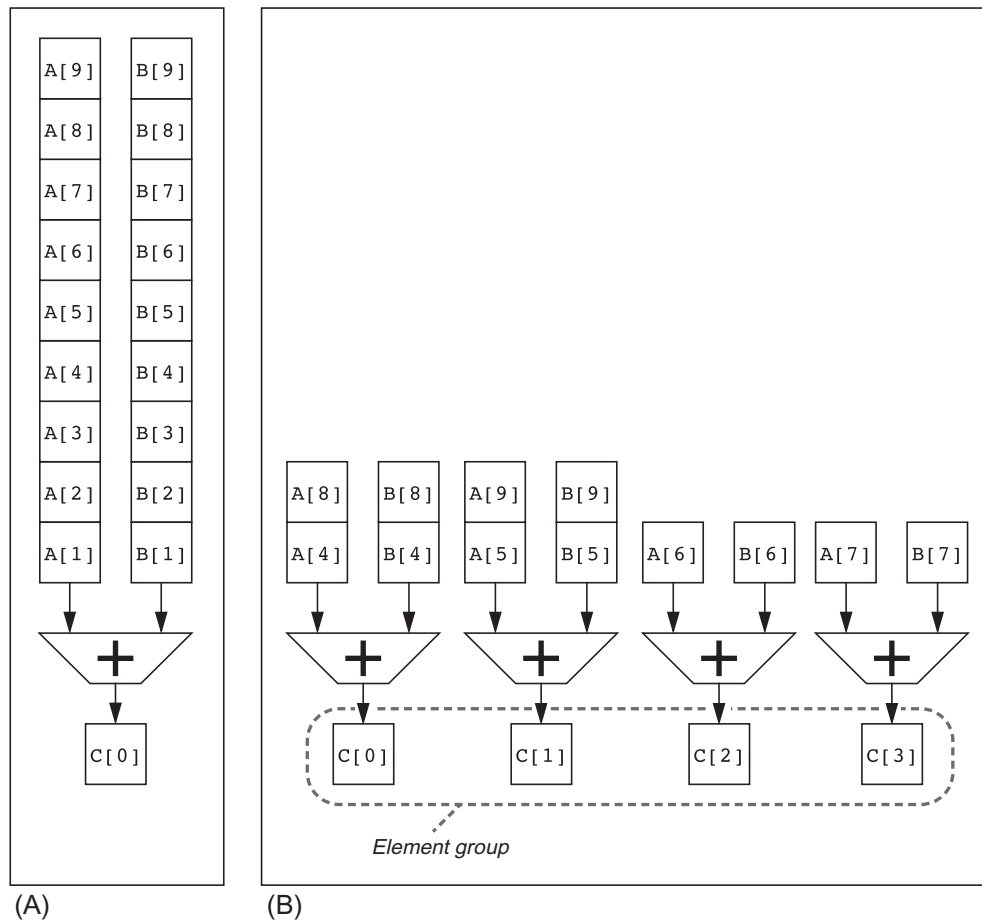 A[9] B[9]
A[8] B[8]
A[7] B[7]
A[6] B[6]
A[5] B[5]
A[4] B[4]
A[3] B[3]
A[2] B[2]
A[1] B[1]
+
C[0]
(A)
A[8] B[8] A[9] B[9]
A[4] B[4] A[5] B[5] A[6] B[6] A[7] B[7]
+ + + +
C[0] C[1] C[2] C[3]
Element group
(B)